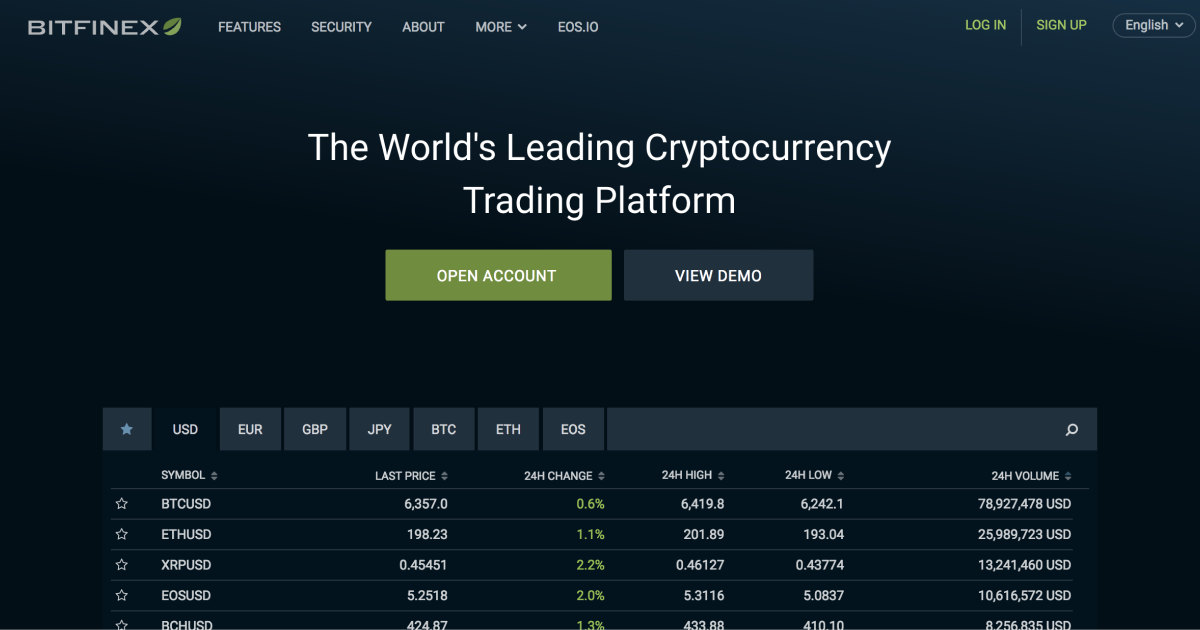 BITFINEX FEATURES SECURITY ABOUT MORE EOS.IO LOG IN SIGN UP English
The World's Leading Cryptocurrency
Trading Platform
OPEN ACCOUNT VIEW DEMO
USD EUR GBP JPY BTC ETH EOS
SYMBOL LAST PRICE 24H CHANGE 24H HIGH 24H LOW 24H VOLUME
BTCUSD 6,357.0 0.6% 6,419.8 6,242.1 78,927,478 USD
ETHUSD 198.23 1.1% 201.89 193.04 25,989,723 USD
XRPUSD 0.45451 2.2% 0.46127 0.43774 13,241,460 USD
EOSUSD 5.2518 2.0% 5.3116 5.0837 10,616,572 USD
BCHUSD 424.87 1.3% 433.88 410.10 8,256,835 USD